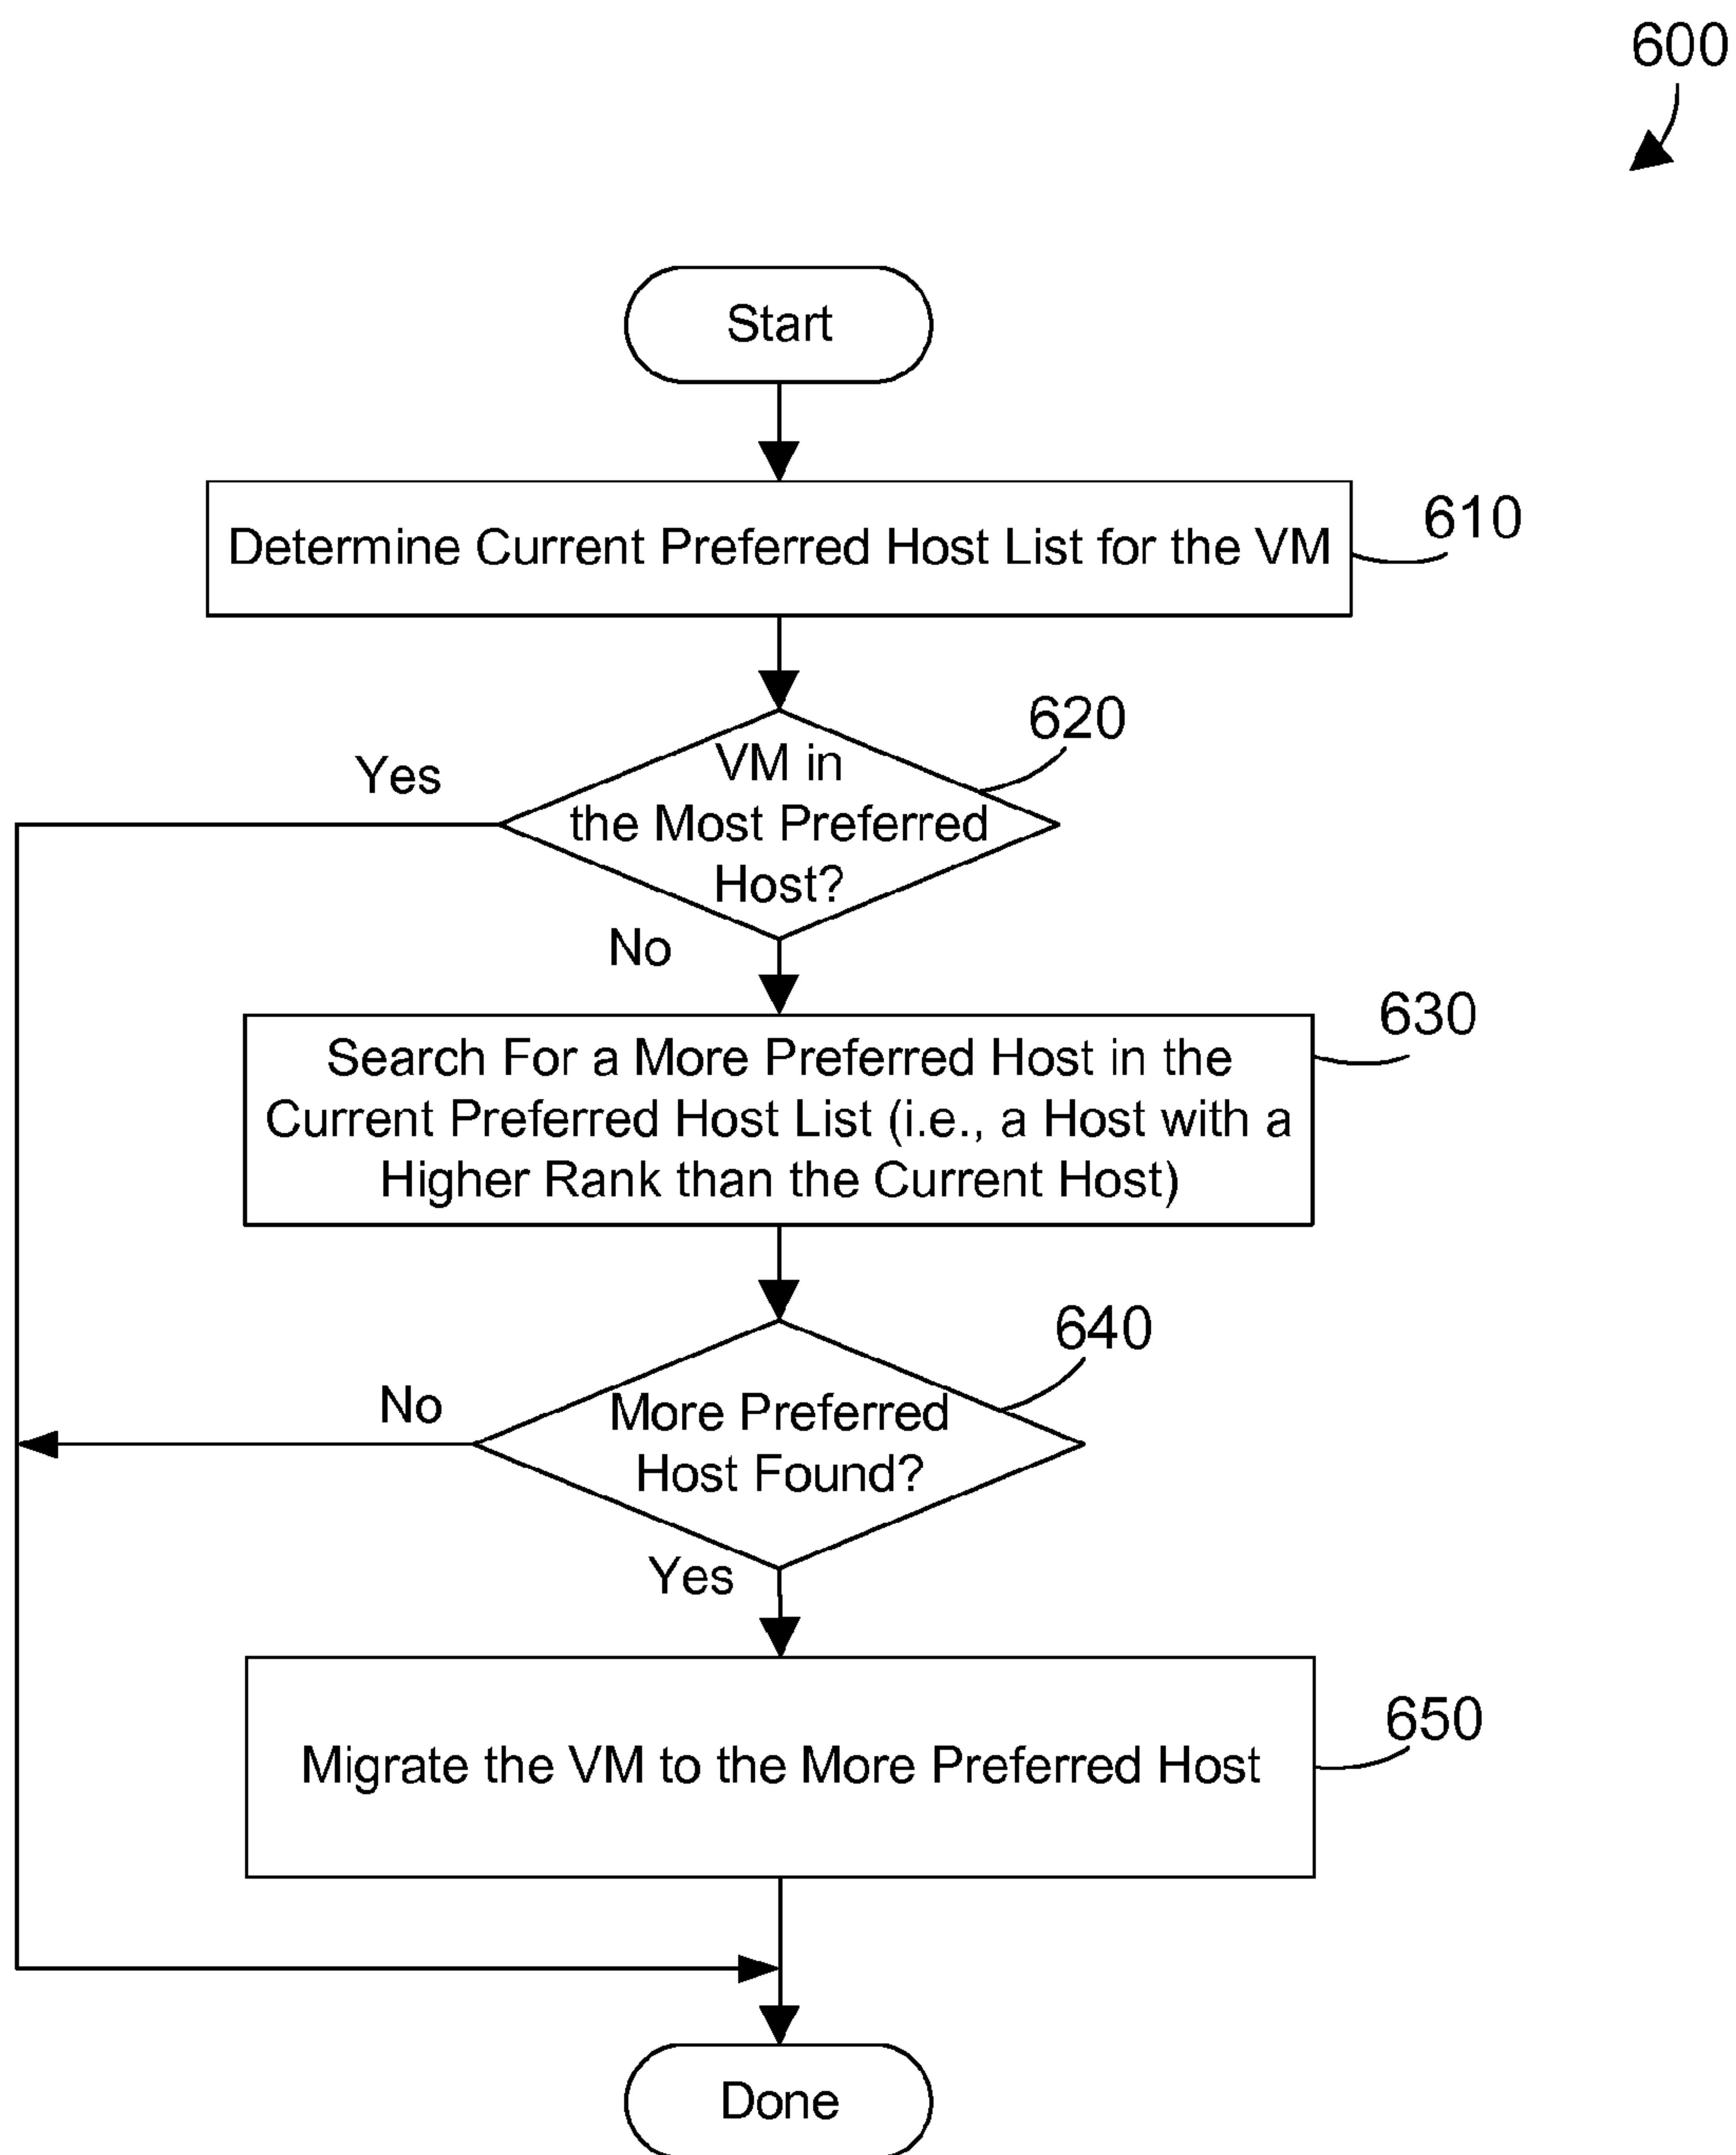 600
Start
Determine Current Preferred Host List for the VM
610
620
VM in
the Most Preferred
Host?
Yes
No
630
Search For a More Preferred Host in the
Current Preferred Host List (i.e., a Host with a
Higher Rank than the Current Host)
640
More Preferred
Host Found?
No
Yes
650
Migrate the VM to the More Preferred Host
Done